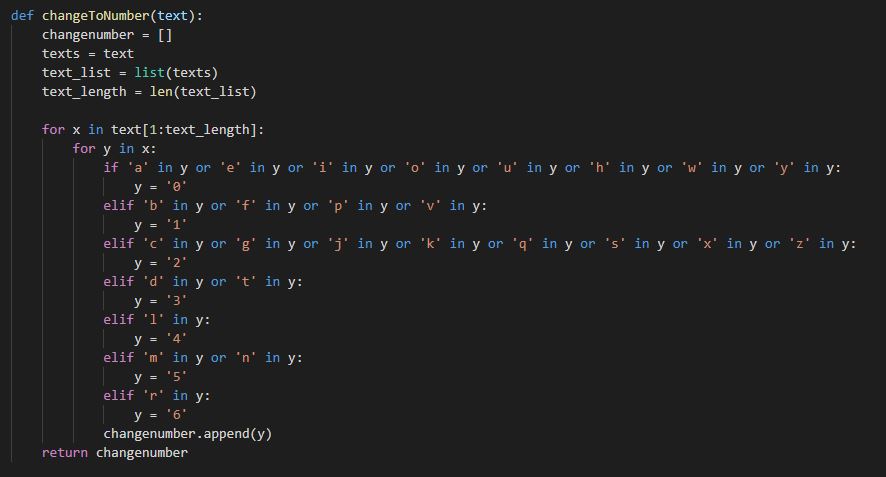 def changeToNumber(text):
    changenumber = []
    texts = text
    text_list = list(texts)
    text_length = len(text_list)

    for x in text[1:text_length]:
        for y in x:
            if 'a' in y or 'e' in y or 'i' in y or 'o' in y or 'u' in y or 'h' in y or 'w' in y or 'y' in y:
                y = '0'
            elif 'b' in y or 'f' in y or 'p' in y or 'v' in y:
                y = '1'
            elif 'c' in y or 'g' in y or 'j' in y or 'k' in y or 'q' in y or 's' in y or 'x' in y or 'z' in y:
                y = '2'
            elif 'd' in y or 't' in y:
                y = '3'
            elif 'l' in y:
                y = '4'
            elif 'm' in y or 'n' in y:
                y = '5'
            elif 'r' in y:
                y = '6'
            changenumber.append(y)
    return changenumber